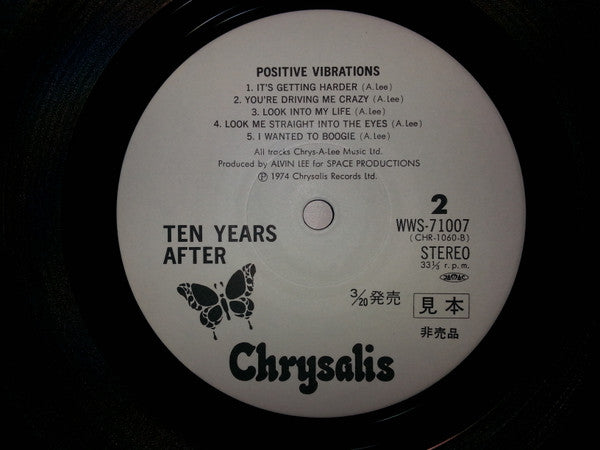 POSITIVE VIBRATIONS
1. IT'S GETTING HARDER (A.Lee)
2. YOU'RE DRIVING ME CRAZY (A.Lee)
3. LOOK INTO MY LIFE (A.Lee)
4. LOOK ME STRAIGHT INTO THE EYES (A.Lee)
5. I WANTED TO BOOGIE (A.Lee)
All tracks Chrys-A-Lee Music Ltd.
Produced by ALVIN LEE for SPACE PRODUCTIONS
Ⓟ 1974 Chrysalis Records Ltd.
2
WWS-71007
(CHR-1060-B)
STEREO
33⅓ r.p.m.
TEN YEARS
AFTER
3/20 発売
見本
非売品
Chrysalis